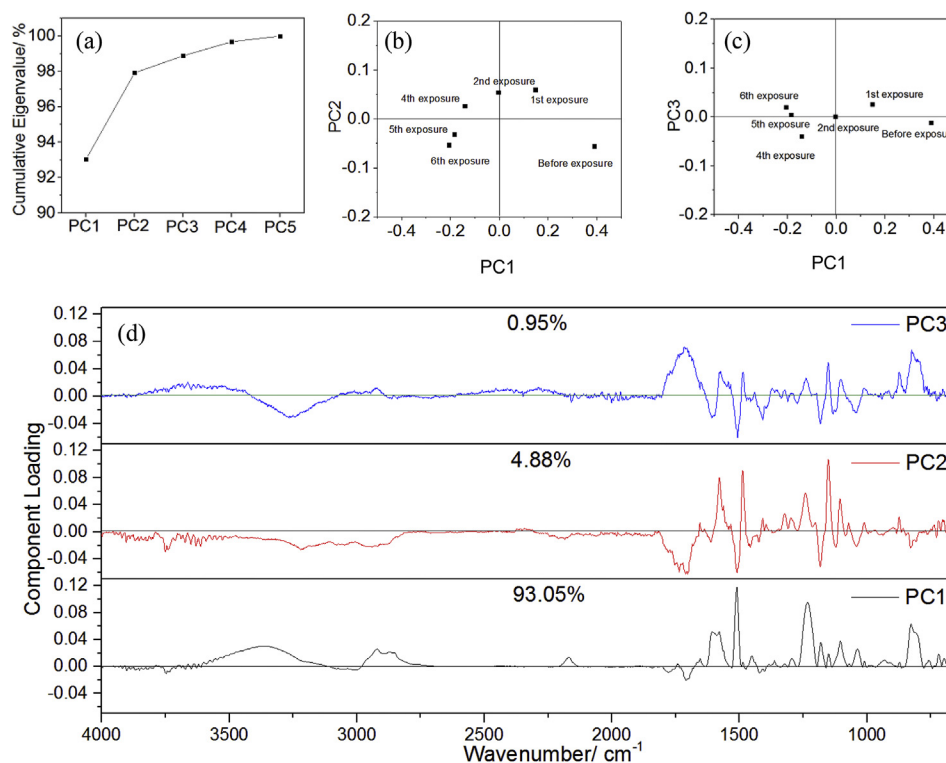 (a)
Cumulative Eigenvalue/ %
100
98
96
94
92
90
PC1 PC2 PC3 PC4 PC5
(b)
PC2
0.2
0.1
0.0
-0.1
-0.2
2nd exposure
4th exposure
1st exposure
5th exposure
6th exposure
Before exposure
-0.4 -0.2 0.0 0.2 0.4
PC1
(c)
PC3
0.2
0.1
0.0
-0.1
-0.2
6th exposure
1st exposure
5th exposure
2nd exposure
Before exposu
4th exposure
-0.4 -0.2 0.0 0.2 0.4
PC1
(d)
Component Loading
0.95%
PC3
0.12
0.08
0.04
0.00
-0.04
4.88%
PC2
0.12
0.08
0.04
0.00
-0.04
93.05%
PC1
0.12
0.08
0.04
0.00
-0.04
4000 3500 3000 2500 2000 1500 1000
Wavenumber/ cm⁻¹